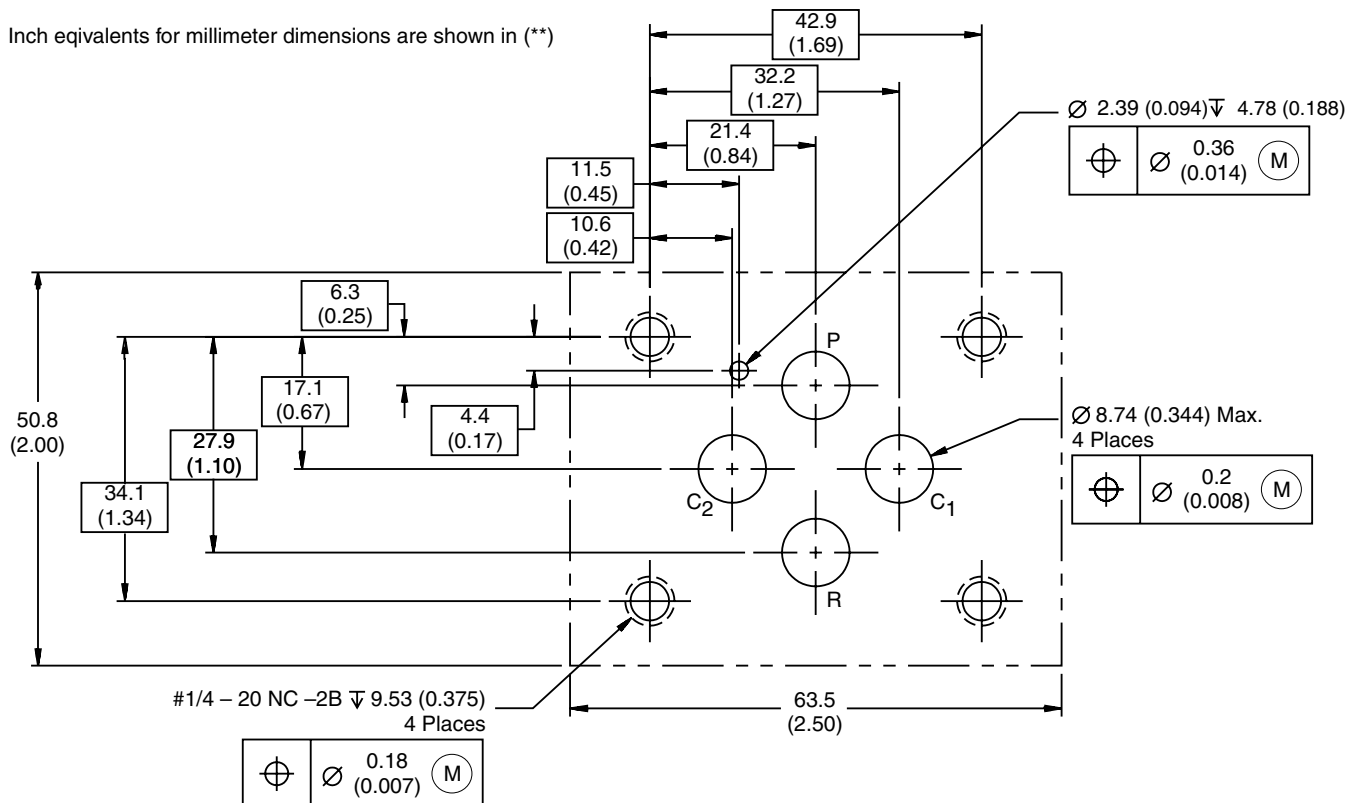 Inch eqivalents for millimeter dimensions are shown in (**)
42.9
(1.69)
32.2
(1.27)
21.4
(0.84)
11.5
(0.45)
10.6
(0.42)
⌀ 2.39 (0.094)↧ 4.78 (0.188)
⌖ ⌀ 0.36 (0.014) Ⓜ
6.3
(0.25)
P
17.1
(0.67)
4.4
(0.17)
50.8
(2.00)
27.9
(1.10)
34.1
(1.34)
⌀ 8.74 (0.344) Max.
4 Places
⌖ ⌀ 0.2 (0.008) Ⓜ
C2
C1
R
#1/4 – 20 NC –2B ↧ 9.53 (0.375)
4 Places
⌖ ⌀ 0.18 (0.007) Ⓜ
63.5
(2.50)